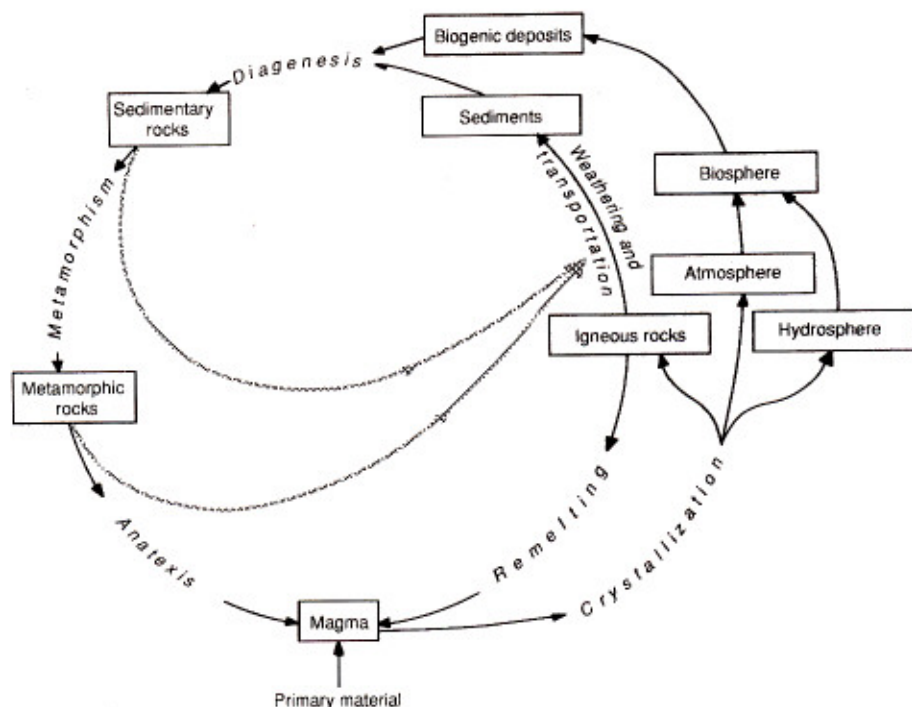 Biogenic deposits
Diagenesis
Sedimentary
rocks
Sediments
Weathering and
transportation
Biosphere
Metamorphism
Atmosphere
Igneous rocks
Hydrosphere
Metamorphic
rocks
Anatexis
Remelting
Crystallization
Magma
Primary material